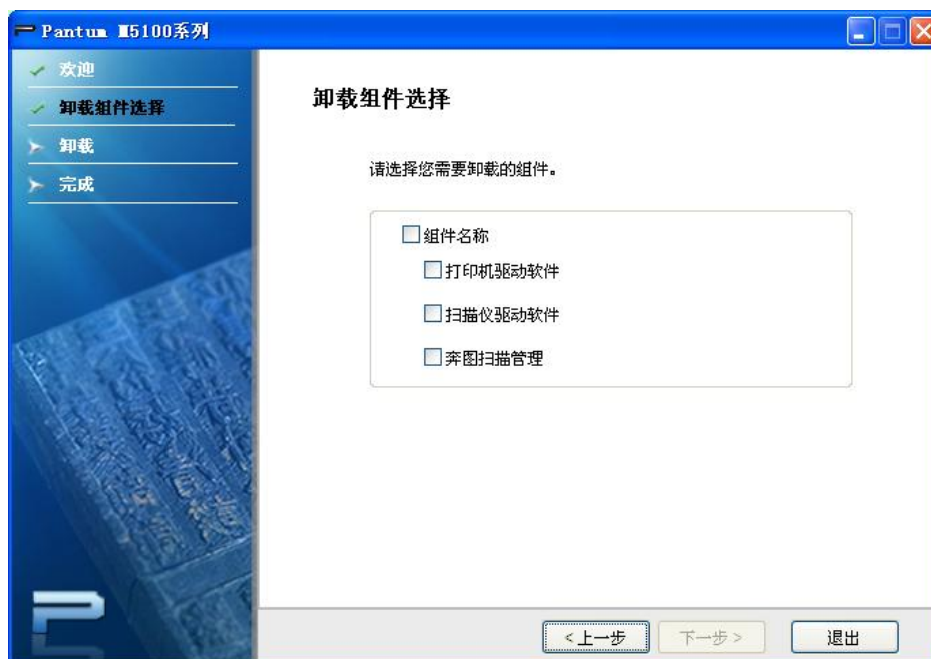 Pantum M5100系列
欢迎
卸载组件选择
卸载
完成
卸载组件选择
请选择您需要卸载的组件。
组件名称
打印机驱动软件
扫描仪驱动软件
奔图扫描管理
<上一步
下一步>
退出